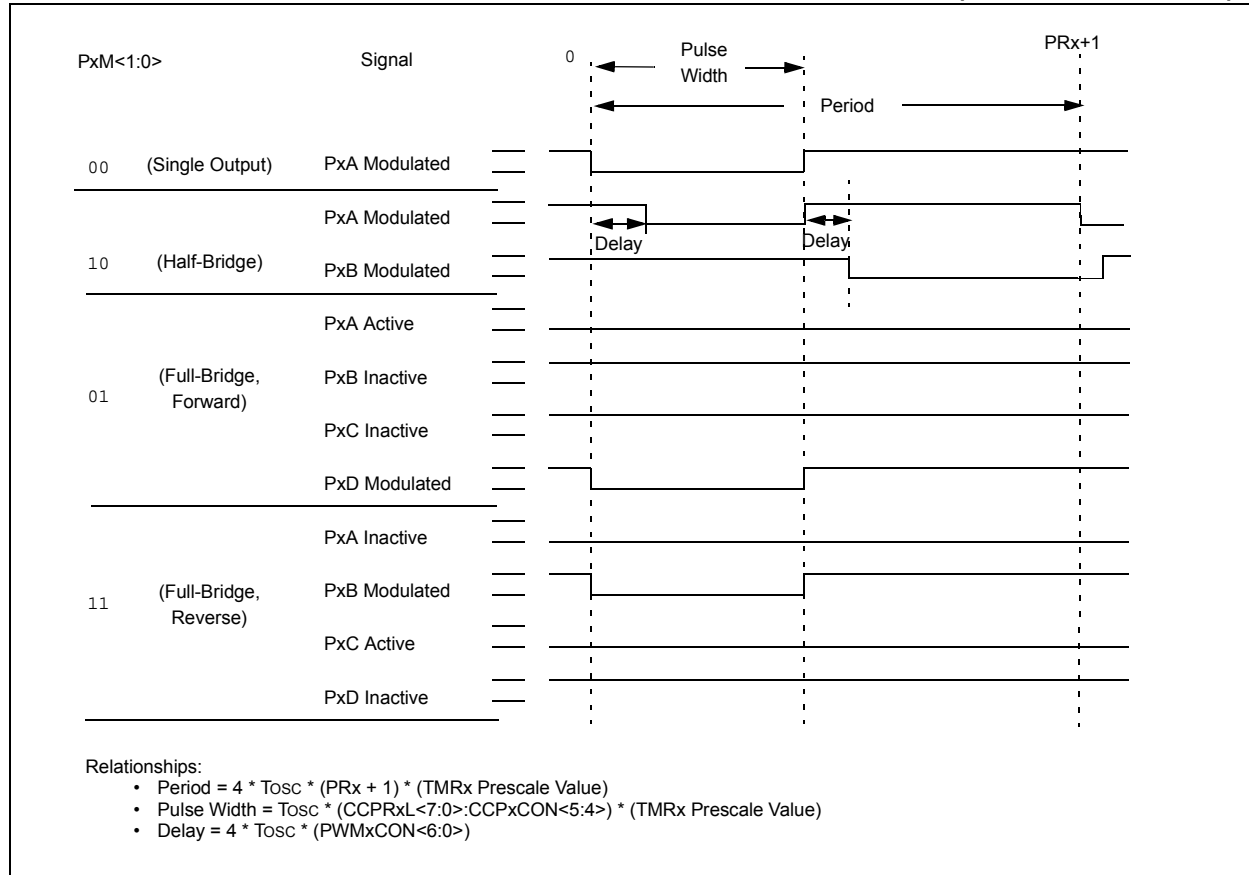 PxM<1:0> Signal 0 Pulse Width PRx+1
Period
00 (Single Output) PxA Modulated
PxA Modulated
Delay Delay
10 (Half-Bridge) PxB Modulated
PxA Active
01 (Full-Bridge, Forward) PxB Inactive
PxC Inactive
PxD Modulated
PxA Inactive
11 (Full-Bridge, Reverse) PxB Modulated
PxC Active
PxD Inactive
Relationships:
• Period = 4 * TOSC * (PRx + 1) * (TMRx Prescale Value)
• Pulse Width = TOSC * (CCPRxL<7:0>:CCPxCON<5:4>) * (TMRx Prescale Value)
• Delay = 4 * TOSC * (PWMxCON<6:0>)